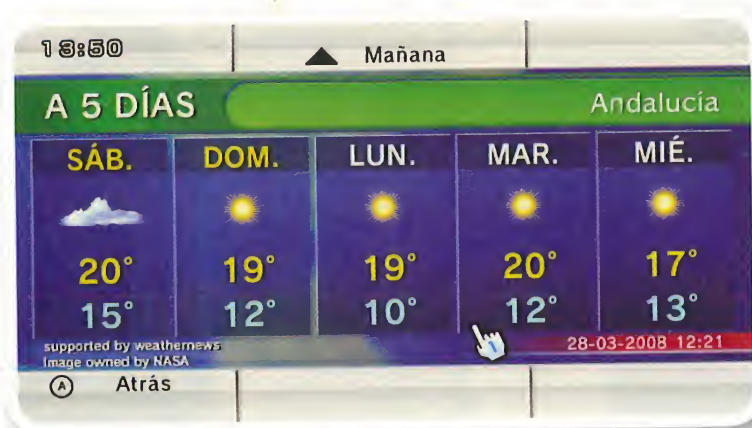 13:50
▲ Mañana
A 5 DÍAS
Andalucía
SÁB. DOM. LUN. MAR. MIÉ.
20° 19° 19° 20° 17°
15° 12° 10° 12° 13°
supported by weathernews
Image owned by NASA
28-03-2008 12:21
Ⓐ Atrás
1